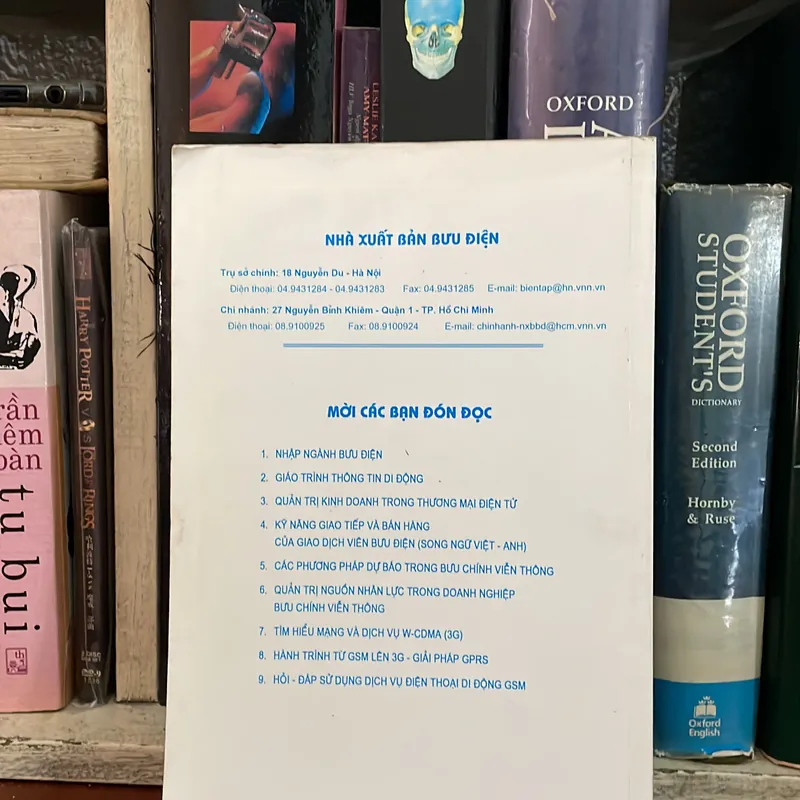 NHÀ XUẤT BẢN BƯU ĐIỆN
Trụ sở chính: 18 Nguyễn Du - Hà Nội
Điện thoại: 04.9431284 - 04.9431283 Fax: 04.9431285 E-mail: bientap@hn.vnn.vn
Chi nhánh: 27 Nguyễn Bỉnh Khiêm - Quận 1 - TP. Hồ Chí Minh
Điện thoại: 08.9100925 Fax: 08.9100924 E-mail: chinhanh-nxbbd@hcm.vnn.vn
MỜI CÁC BẠN ĐÓN ĐỌC
1. NHẬP NGÀNH BƯU ĐIỆN
2. GIÁO TRÌNH THÔNG TIN DI ĐỘNG
3. QUẢN TRỊ KINH DOANH TRONG THƯƠNG MẠI ĐIỆN TỬ
4. KỸ NĂNG GIAO TIẾP VÀ BÁN HÀNG
CỦA GIAO DỊCH VIÊN BƯU ĐIỆN (SONG NGỮ VIỆT - ANH)
5. CÁC PHƯƠNG PHÁP DỰ BÁO TRONG BƯU CHÍNH VIỄN THÔNG
6. QUẢN TRỊ NGUỒN NHÂN LỰC TRONG DOANH NGHIỆP
BƯU CHÍNH VIỄN THÔNG
7. TÌM HIỂU MẠNG VÀ DỊCH VỤ W-CDMA (3G)
8. HÀNH TRÌNH TỪ GSM LÊN 3G - GIẢI PHÁP GPRS
9. HỎI - ĐÁP SỬ DỤNG DỊCH VỤ ĐIỆN THOẠI DI ĐỘNG GSM
OXFORD
LESLIE
HARRY POTTER VS LORD OF RINGS
tu bui
OXFORD
STUDENT'S
DICTIONARY
Second
Edition
Hornby
& Ruse
Oxford
English